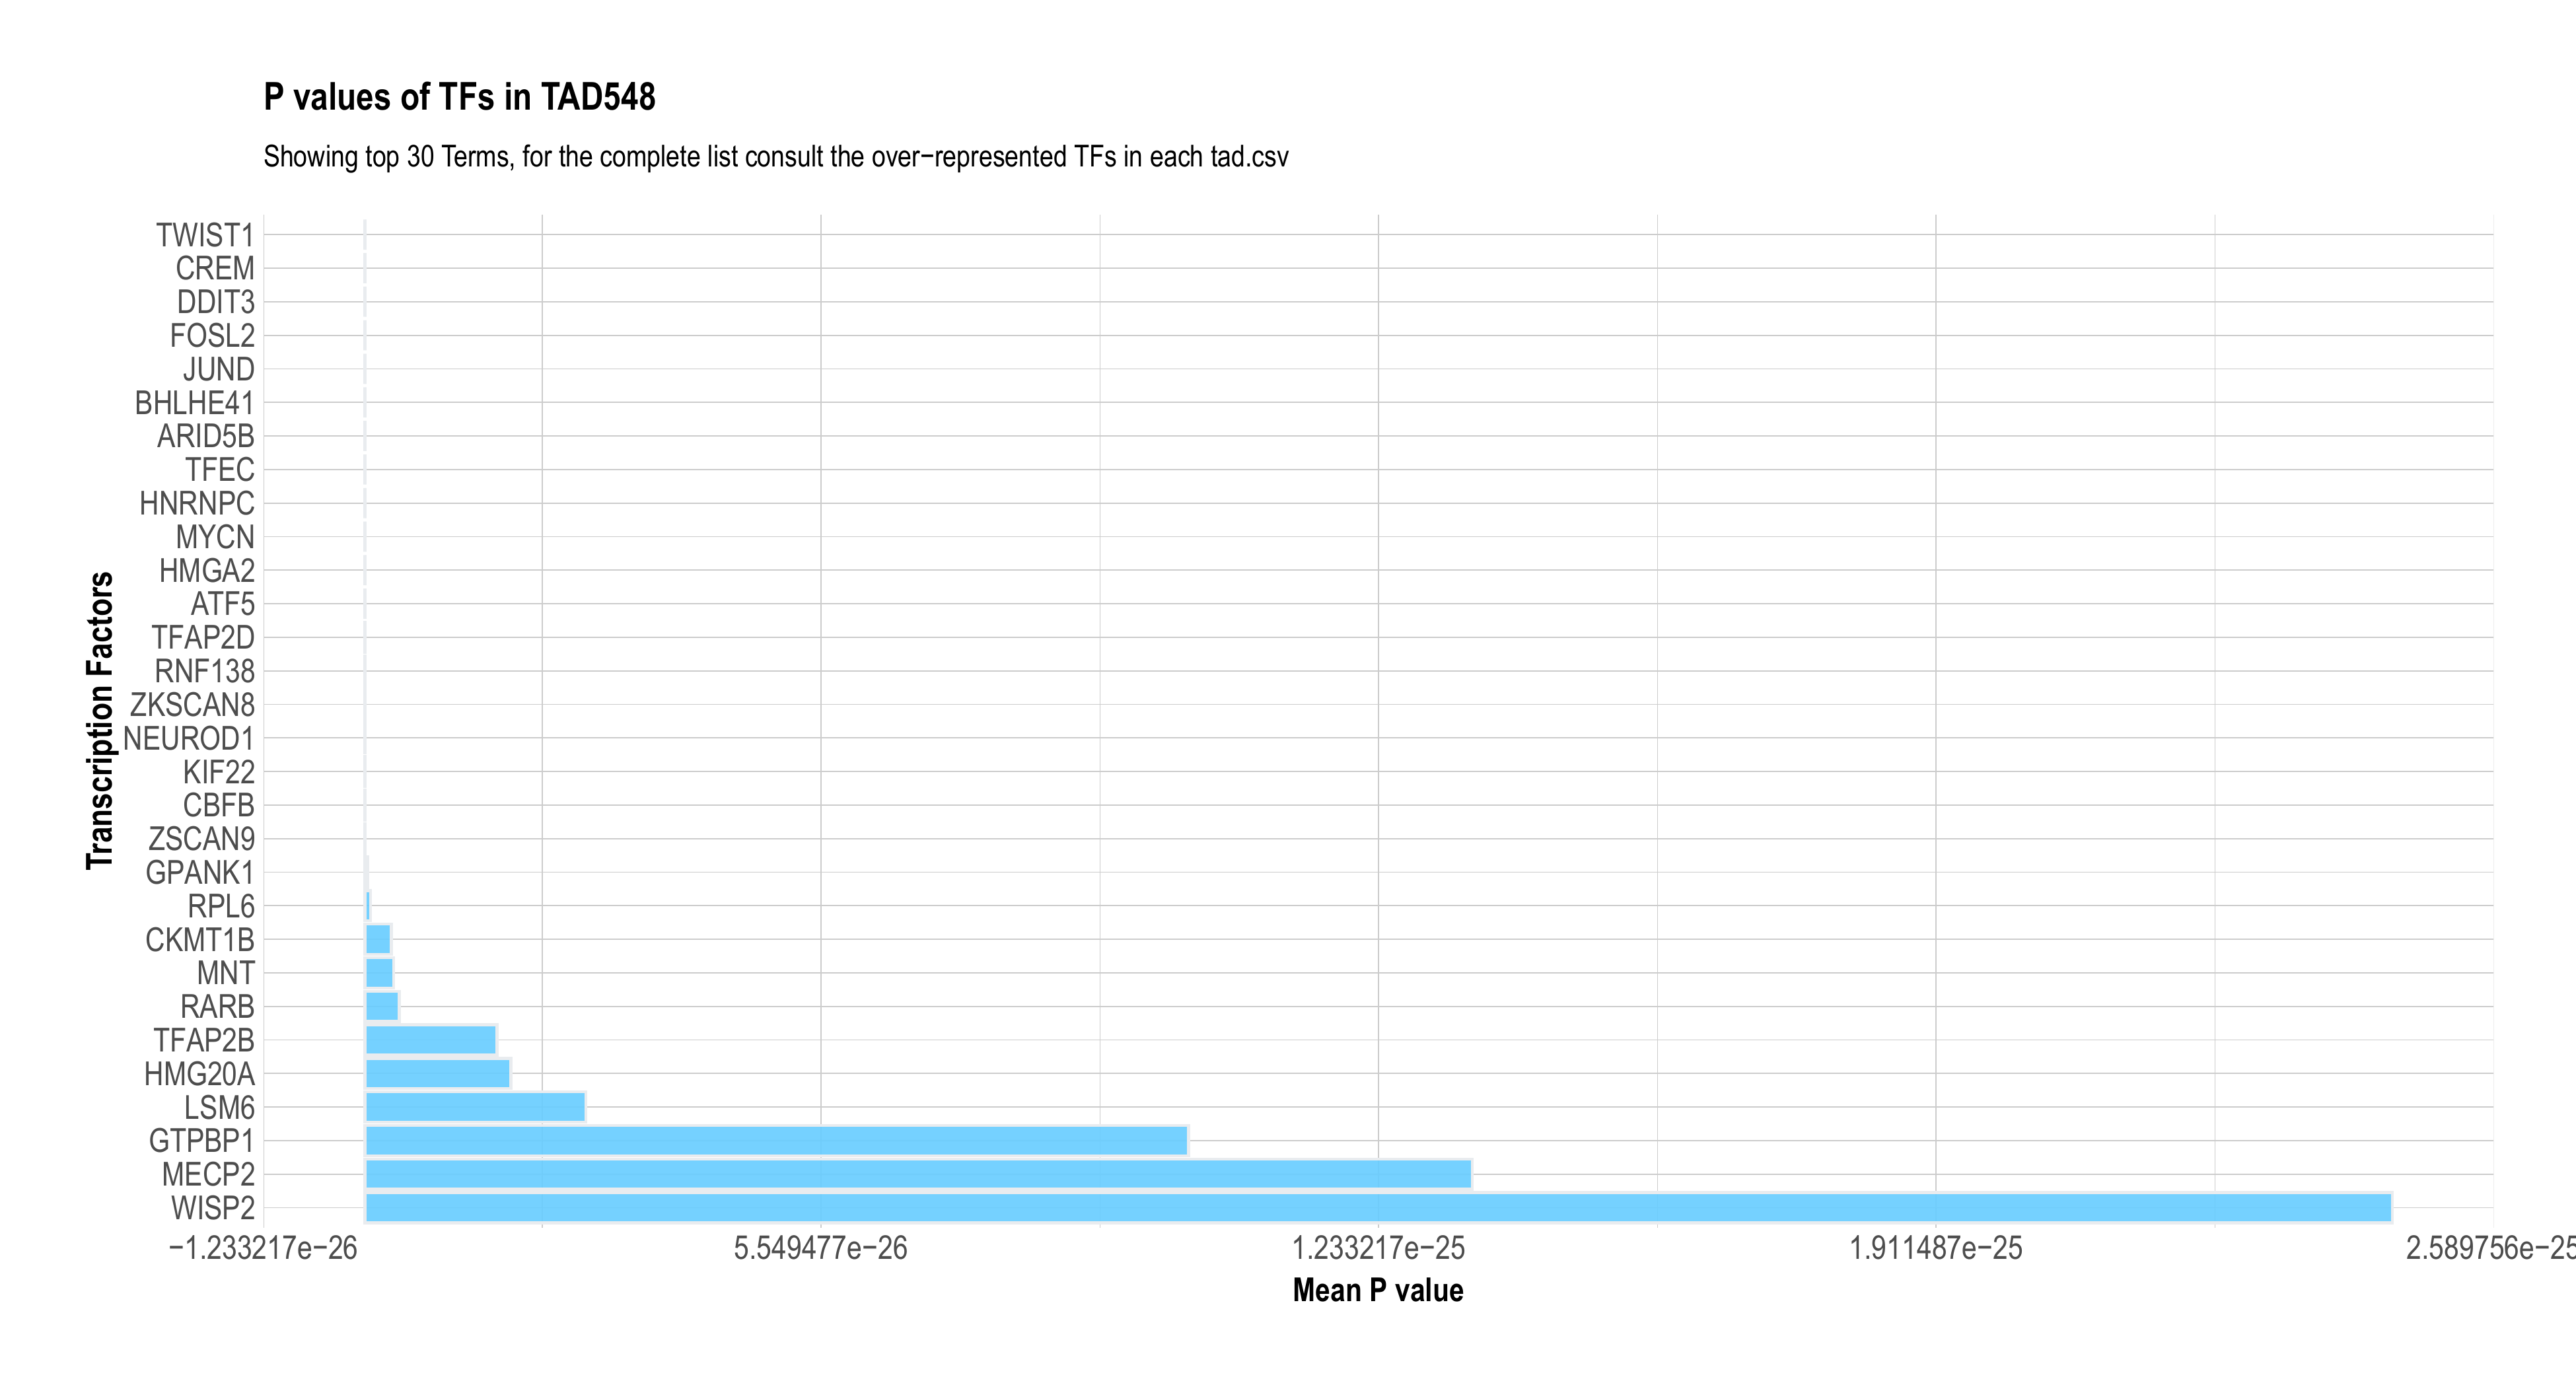 P values of TFs in TAD548
Showing top 30 Terms, for the complete list consult the over−represented TFs in each tad.csv
Transcription Factors
TWIST1
CREM
DDIT3
FOSL2
JUND
BHLHE41
ARID5B
TFEC
HNRNPC
MYCN
HMGA2
ATF5
TFAP2D
RNF138
ZKSCAN8
NEUROD1
KIF22
CBFB
ZSCAN9
GPANK1
RPL6
CKMT1B
MNT
RARB
TFAP2B
HMG20A
LSM6
GTPBP1
MECP2
WISP2
−1.233217e−26 5.549477e−26 1.233217e−25 1.911487e−25 2.589756e−25
Mean P value